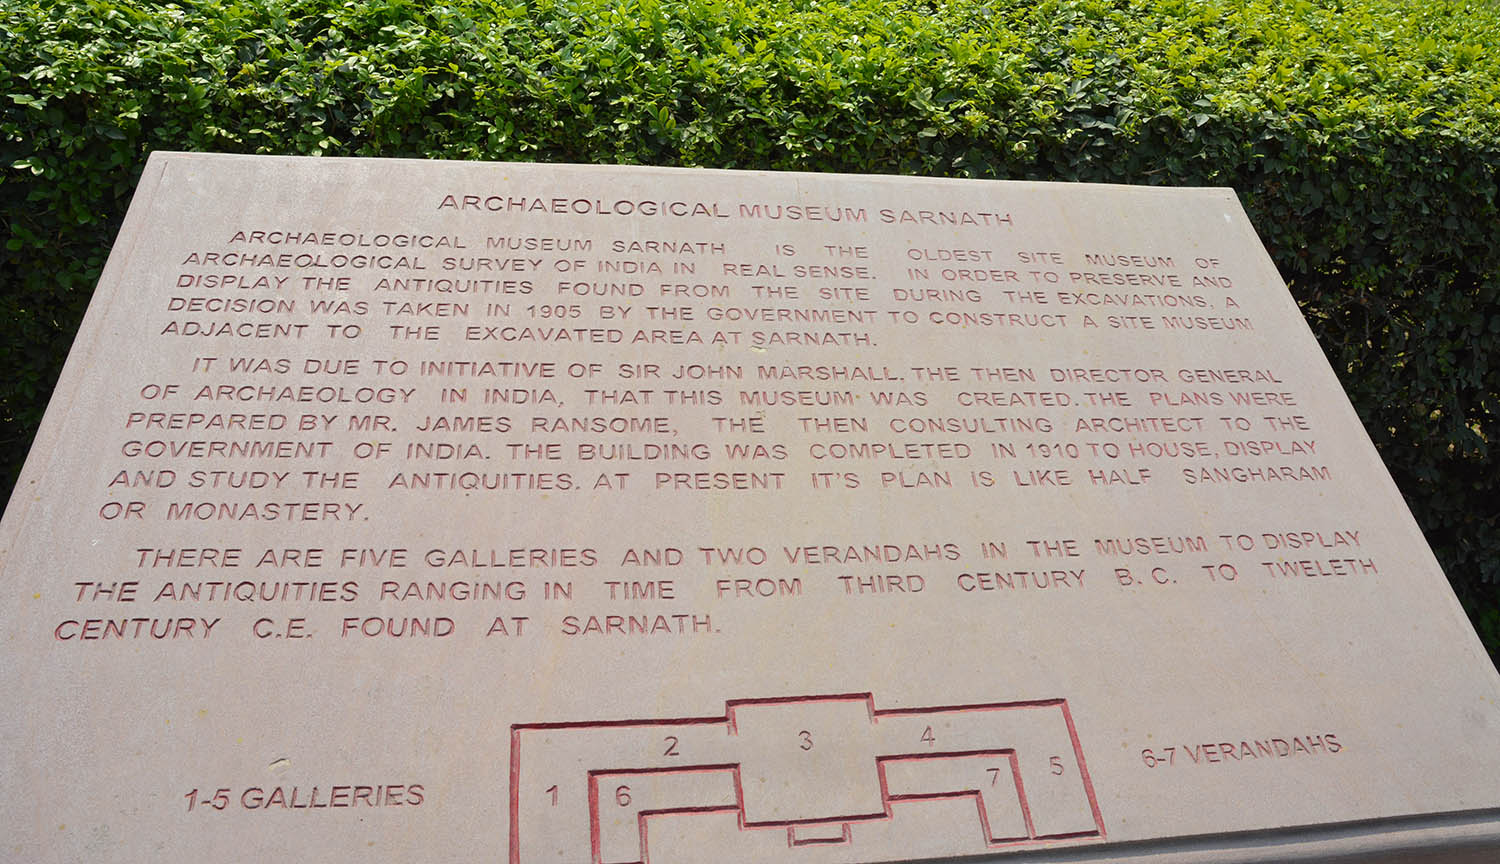 ARCHAEOLOGICAL MUSEUM SARNATH
ARCHAEOLOGICAL MUSEUM SARNATH IS THE OLDEST SITE MUSEUM OF
ARCHAEOLOGICAL SURVEY OF INDIA IN REAL SENSE. IN ORDER TO PRESERVE AND
DISPLAY THE ANTIQUITIES FOUND FROM THE SITE DURING THE EXCAVATIONS, A
DECISION WAS TAKEN IN 1905 BY THE GOVERNMENT TO CONSTRUCT A SITE MUSEUM
ADJACENT TO THE EXCAVATED AREA AT SARNATH.
IT WAS DUE TO INITIATIVE OF SIR JOHN MARSHALL. THE THEN DIRECTOR GENERAL
OF ARCHAEOLOGY IN INDIA, THAT THIS MUSEUM WAS CREATED. THE PLANS WERE
PREPARED BY MR. JAMES RANSOME, THE THEN CONSULTING ARCHITECT TO THE
GOVERNMENT OF INDIA. THE BUILDING WAS COMPLETED IN 1910 TO HOUSE, DISPLAY
AND STUDY THE ANTIQUITIES. AT PRESENT IT'S PLAN IS LIKE HALF SANGHARAM
OR MONASTERY.
THERE ARE FIVE GALLERIES AND TWO VERANDAHS IN THE MUSEUM TO DISPLAY
THE ANTIQUITIES RANGING IN TIME FROM THIRD CENTURY B.C. TO TWELETH
CENTURY C.E. FOUND AT SARNATH.
1-5 GALLERIES
1
2
3
4
5
6
7
6-7 VERANDAHS